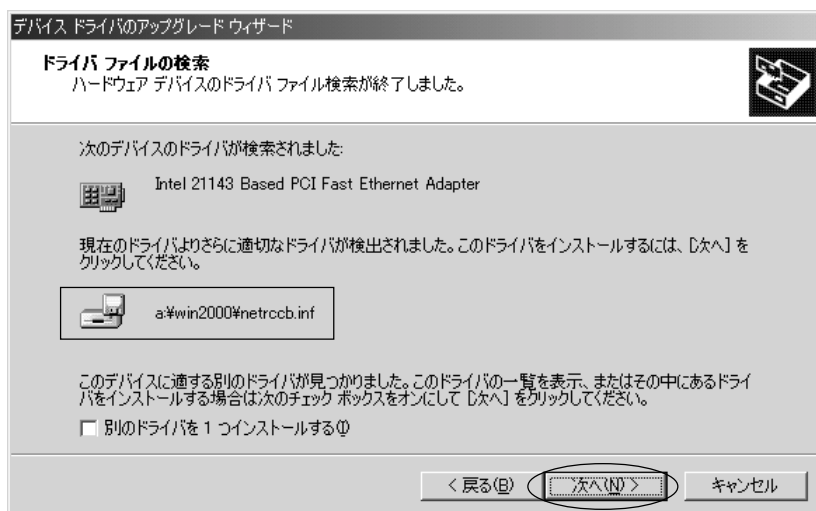 デバイス ドライバのアップグレード ウィザード
ドライバ ファイルの検索
ハードウェア デバイスのドライバ ファイル検索が終了しました。
次のデバイスのドライバが検索されました:
Intel 21143 Based PCI Fast Ethernet Adapter
現在のドライバよりさらに適切なドライバが検出されました。このドライバをインストールするには、[次へ] を
クリックしてください。
a:¥win2000¥netrccb.inf
このデバイスに適する別のドライバが見つかりました。このドライバの一覧を表示、またはその中にあるドライ
バをインストールする場合は次のチェック ボックスをオンにして [次へ] をクリックしてください。
別のドライバを 1 つインストールする(I)
< 戻る(B) 次へ(N) > キャンセル